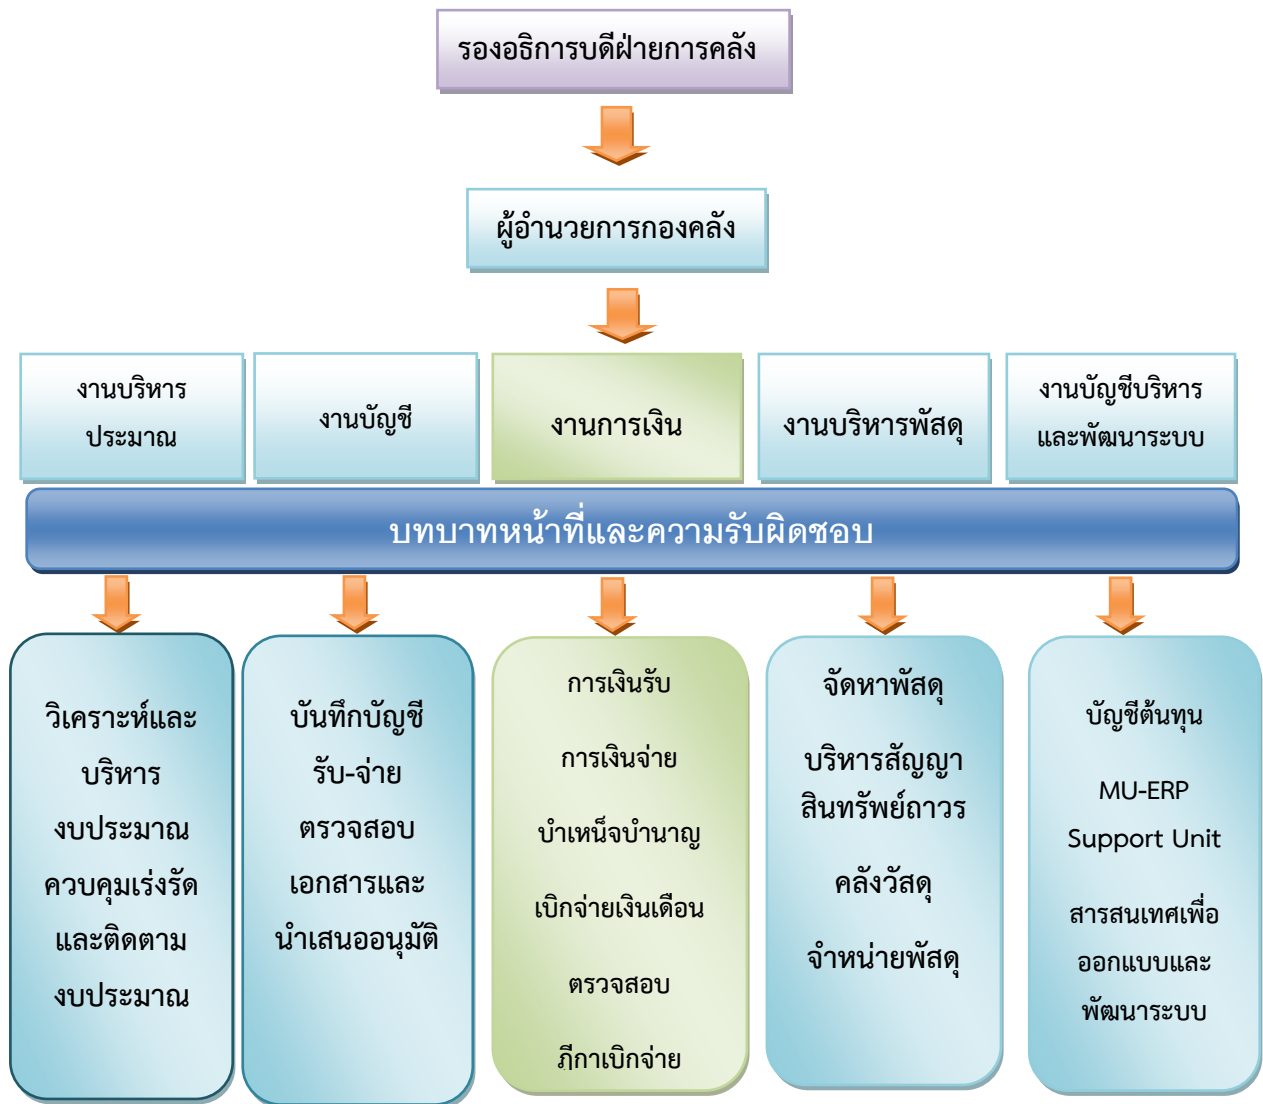 รองอธิการบดีฝ่ายการคลัง
ผู้อำนวยการกองคลัง
งานบริหาร
ประมาณ
งานบัญชี
งานการเงิน
งานบริหารพัสดุ
งานบัญชีบริหาร
และพัฒนาระบบ
บทบาทหน้าที่และความรับผิดชอบ
วิเคราะห์และ
บริหาร
งบประมาณ
ควบคุมเร่งรัด
และติดตาม
งบประมาณ
บันทึกบัญชี
รับ-จ่าย
ตรวจสอบ
เอกสารและ
นำเสนออนุมัติ
การเงินรับ
การเงินจ่าย
บำเหน็จบำนาญ
เบิกจ่ายเงินเดือน
ตรวจสอบ
ฎีกาเบิกจ่าย
จัดหาพัสดุ
บริหารสัญญา
สินทรัพย์ถาวร
คลังวัสดุ
จำหน่ายพัสดุ
บัญชีต้นทุน
MU-ERP
Support Unit
สารสนเทศเพื่อ
ออกแบบและ
พัฒนาระบบ